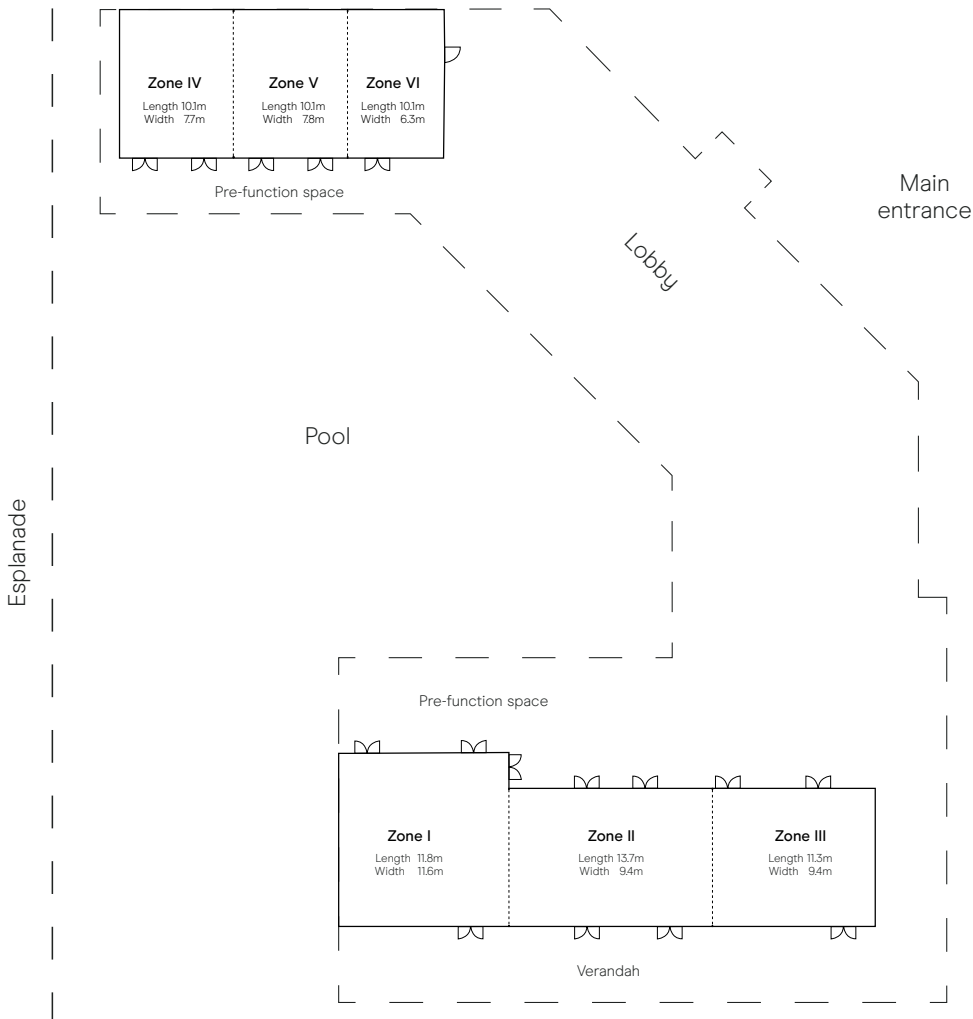 Zone IV
Length 10.1m
Width 7.7m
Zone V
Length 10.1m
Width 7.8m
Zone VI
Length 10.1m
Width 6.3m
Pre-function space
Main
entrance
Lobby
Pool
Esplanade
Pre-function space
Zone I
Length 11.8m
Width 11.6m
Zone II
Length 13.7m
Width 9.4m
Zone III
Length 11.3m
Width 9.4m
Verandah